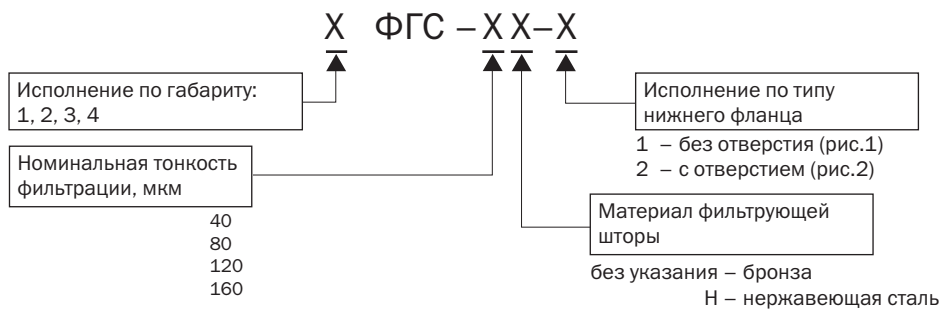 Х ФГС – Х Х – Х
Исполнение по габариту:
1, 2, 3, 4
Исполнение по типу
нижнего фланца
1 – без отверстия (рис.1)
2 – с отверстием (рис.2)
Номинальная тонкость
фильтрации, мкм
40
80
120
160
Материал фильтрующей
шторы
без указания – бронза
Н – нержавеющая сталь